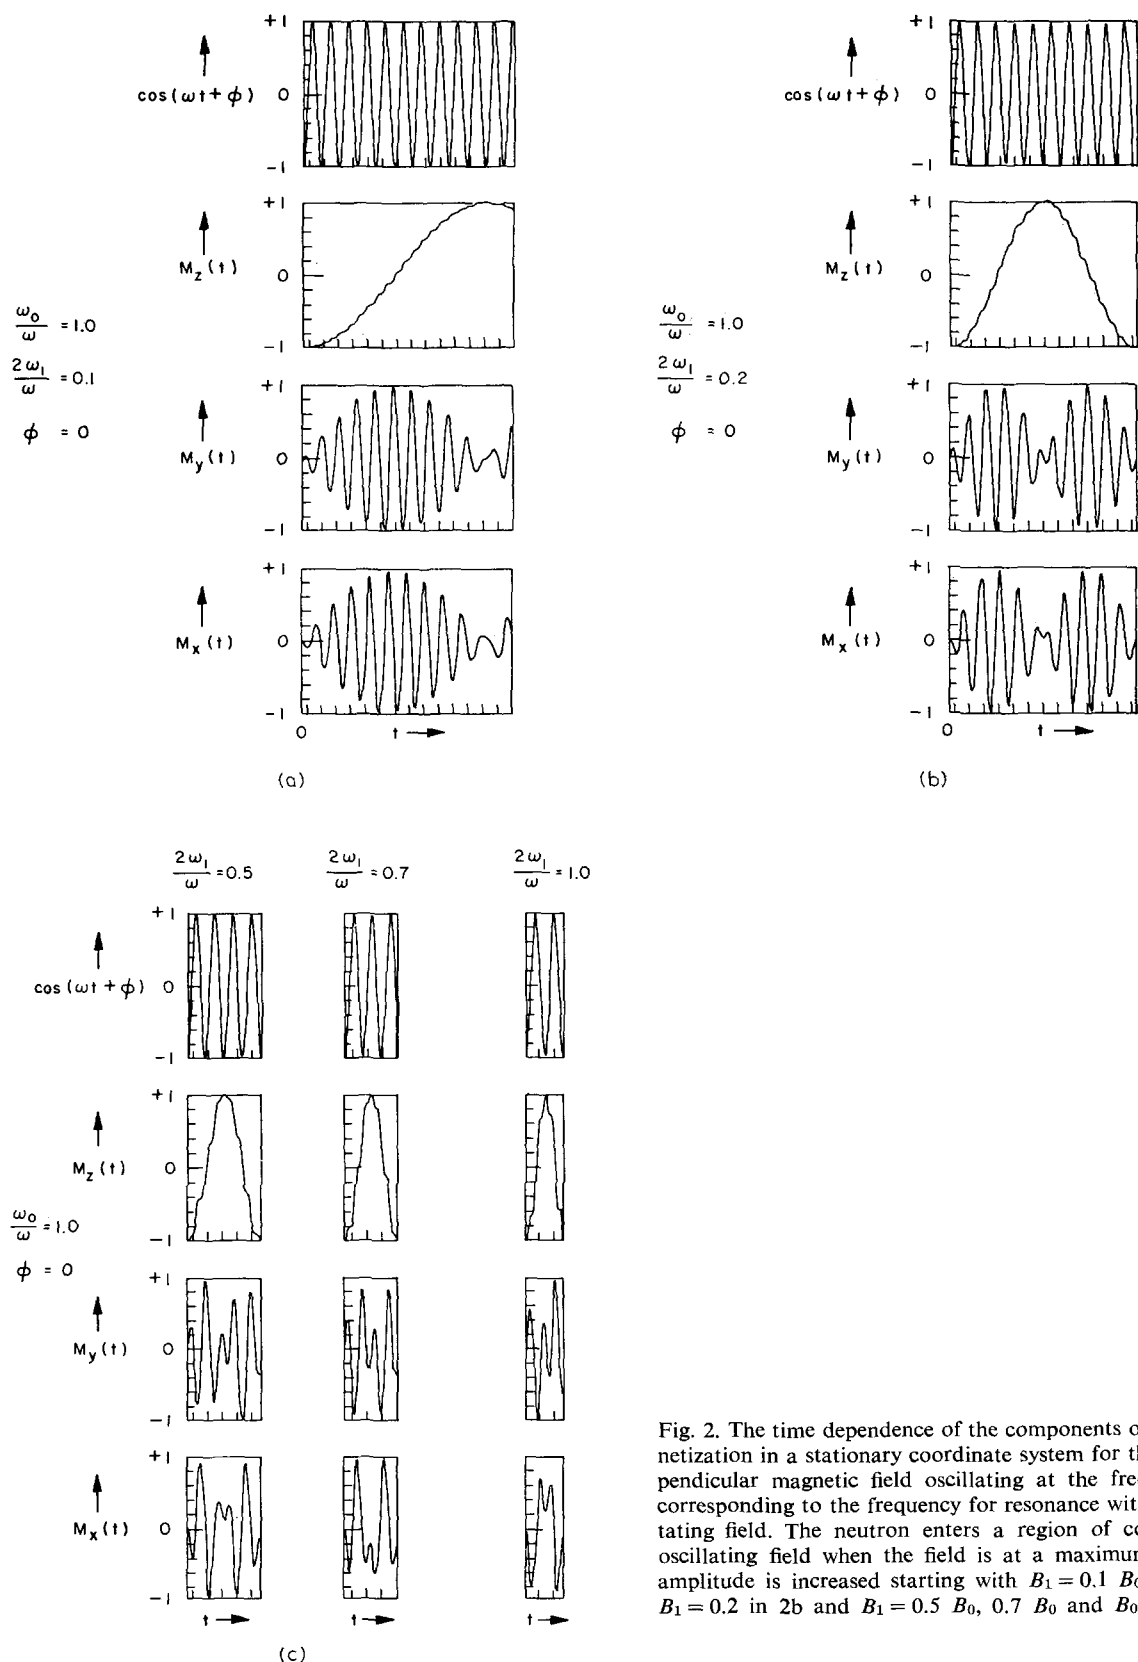 +1
cos(ωt+ϕ) 0
−1
+1
M_z(t) 0
−1
ω₀/ω = 1.0
2ω₁/ω = 0.1
ϕ = 0
+1
M_y(t) 0
−1
+1
M_x(t) 0
−1
0 t
(a)
+1
cos(ωt+ϕ) 0
−1
+1
M_z(t) 0
−1
ω₀/ω = 1.0
2ω₁/ω = 0.2
ϕ = 0
+1
M_y(t) 0
−1
+1
M_x(t) 0
−1
0 t
(b)
2ω₁/ω = 0.5 2ω₁/ω = 0.7 2ω₁/ω = 1.0
+1
cos(ωt+ϕ) 0
−1
+1
M_z(t) 0
−1
ω₀/ω = 1.0
ϕ = 0
+1
M_y(t) 0
−1
+1
M_x(t) 0
−1
t t t
(c)
Fig. 2. The time dependence of the components o
netization in a stationary coordinate system for t
pendicular magnetic field oscillating at the fre
corresponding to the frequency for resonance wit
tating field. The neutron enters a region of co
oscillating field when the field is at a maximum
amplitude is increased starting with B₁ = 0.1 B₀
B₁ = 0.2 in 2b and B₁ = 0.5 B₀, 0.7 B₀ and B₀